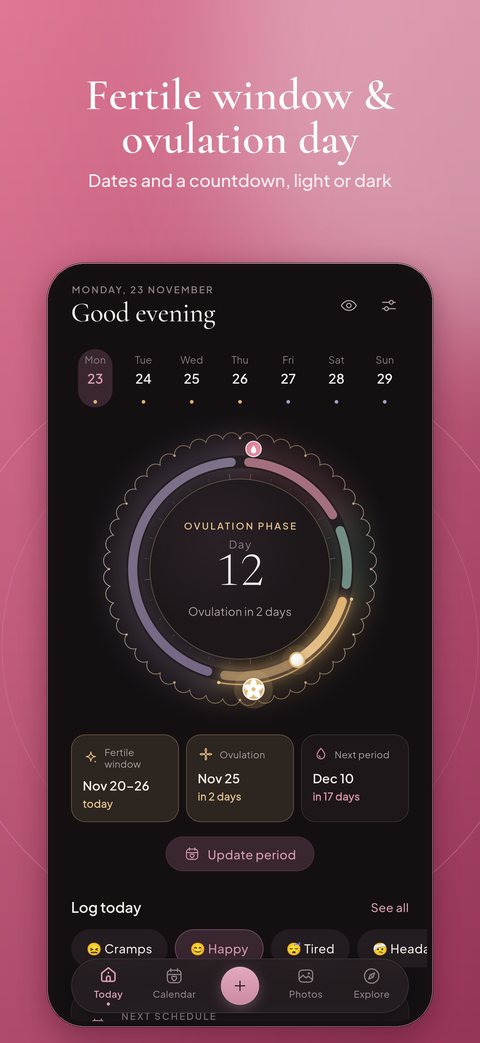 Fertile window &
ovulation day
Dates and a countdown, light or dark
MONDAY, 23 NOVEMBER
Good evening
Mon Tue Wed Thu Fri Sat Sun
23 24 25 26 27 28 29
OVULATION PHASE
Day
12
Ovulation in 2 days
Fertile
window
Nov 20–26
today
Ovulation
Nov 25
in 2 days
Next period
Dec 10
in 17 days
Update period
Log today
See all
Cramps
Happy
Tired
Heada
Today
Calendar
+
Photos
Explore
NEXT SCHEDULE